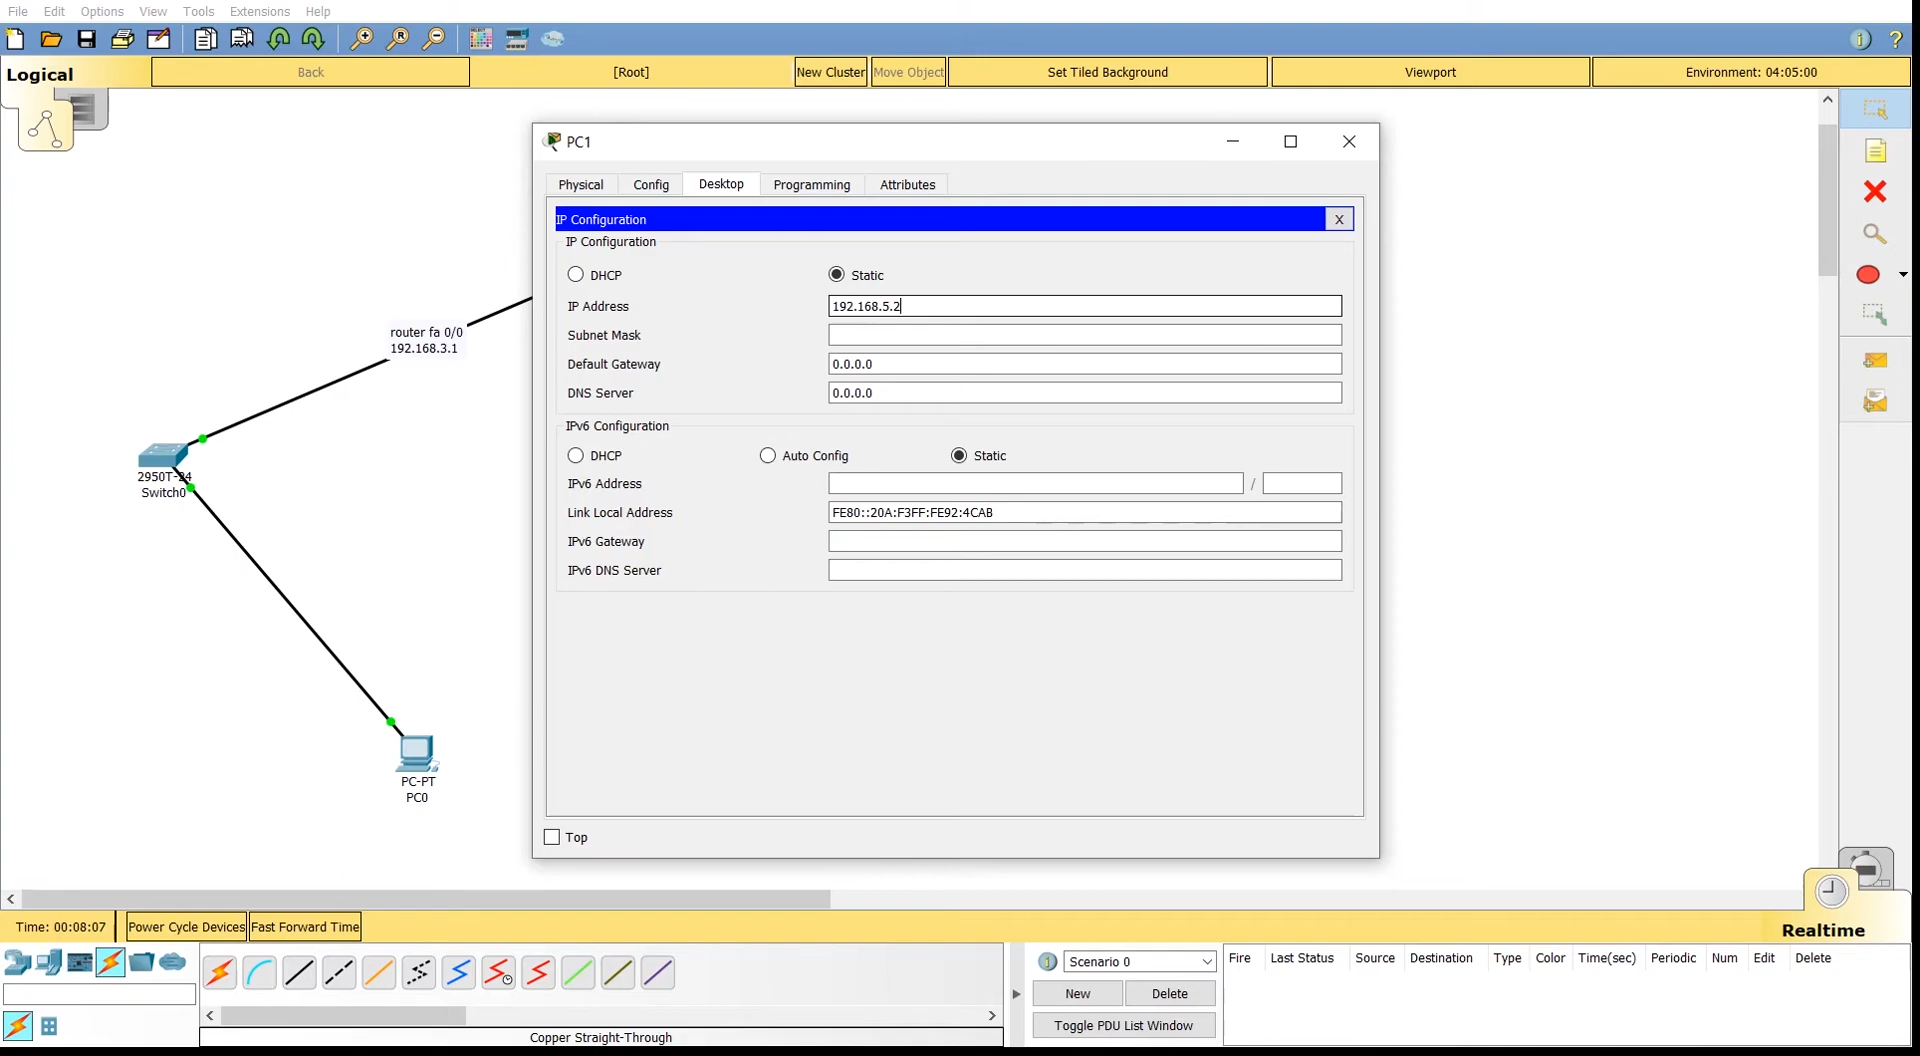 File Edit Options View Tools Extensions Help
Logical
Back
[Root]
New Cluster
Move Object
Set Tiled Background
Viewport
Environment: 04:05:00
PC1
Physical Config Desktop Programming Attributes
IP Configuration
X
IP Configuration
DHCP Static
IP Address 192.168.5.2
Subnet Mask
Default Gateway 0.0.0.0
DNS Server 0.0.0.0
IPv6 Configuration
DHCP Auto Config Static
IPv6 Address /
Link Local Address FE80::20A:F3FF:FE92:4CAB
IPv6 Gateway
IPv6 DNS Server
Top
router fa 0/0
192.168.3.1
2950T-24
Switch0
PC-PT
PC0
Time: 00:08:07
Power Cycle Devices
Fast Forward Time
Realtime
Scenario 0
New
Delete
Toggle PDU List Window
Fire Last Status Source Destination Type Color Time(sec) Periodic Num Edit Delete
Copper Straight-Through